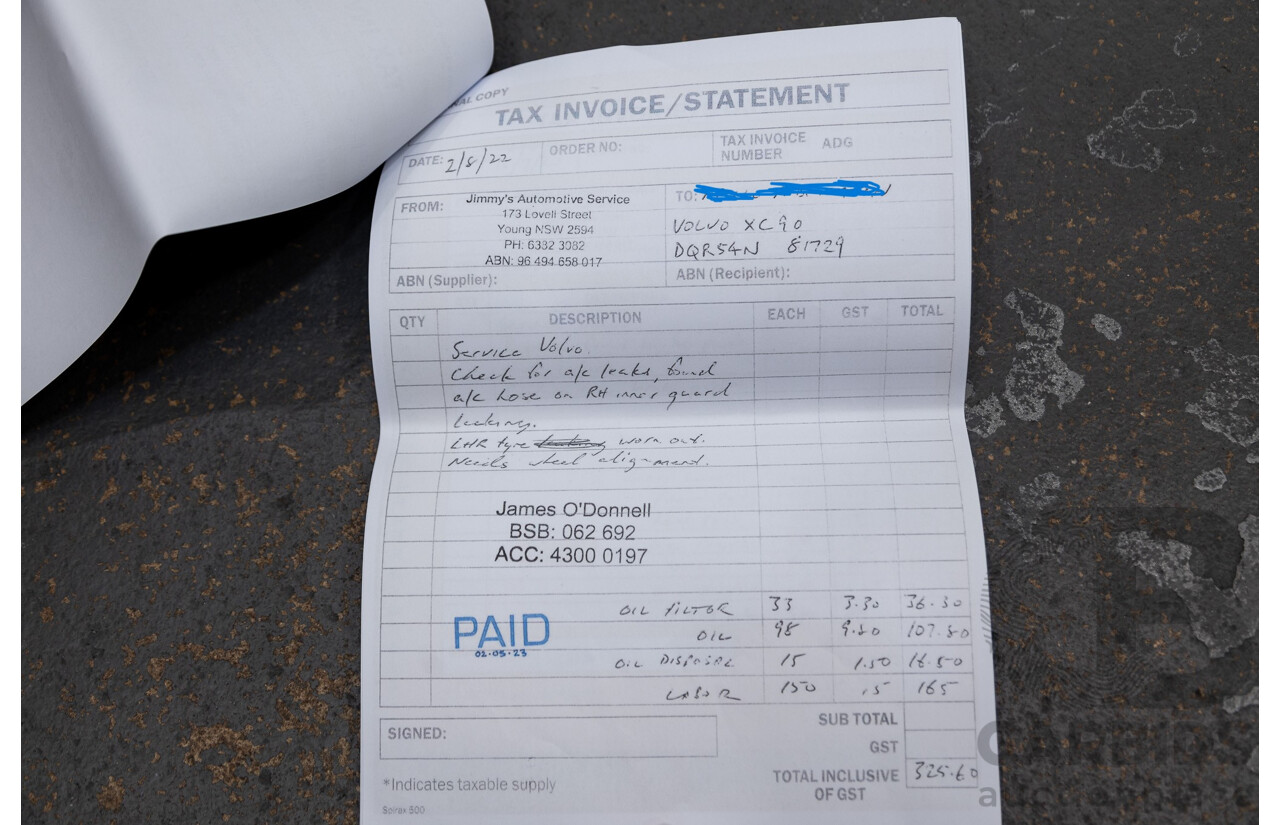 NAL COPY
TAX INVOICE/STATEMENT
DATE: 2/8/22 ORDER NO: TAX INVOICE NUMBER ADG
FROM: Jimmy's Automotive Service
173 Lovell Street
Young NSW 2594
PH: 6382 3082
ABN: 96 494 658 017
ABN (Supplier):
TO:
VOLVO XC90
DQR54N 81729
ABN (Recipient):
QTY DESCRIPTION EACH GST TOTAL
Service Volvo.
Check for a/c leaks, found
a/c hose on RH inner guard
leaking.
LHR tyre worn out.
Needs wheel alignment.
James O'Donnell
BSB: 062 692
ACC: 4300 0197
OIL FILTOR 33 3.30 36.30
OIL 98 9.80 107.80
OIL DISPOSAL 15 1.50 16.50
LABOR 150 15 165
PAID
02.05.23
SIGNED:
SUB TOTAL
GST
TOTAL INCLUSIVE
OF GST 325.60
*Indicates taxable supply
Spirax 500
CARBIDS